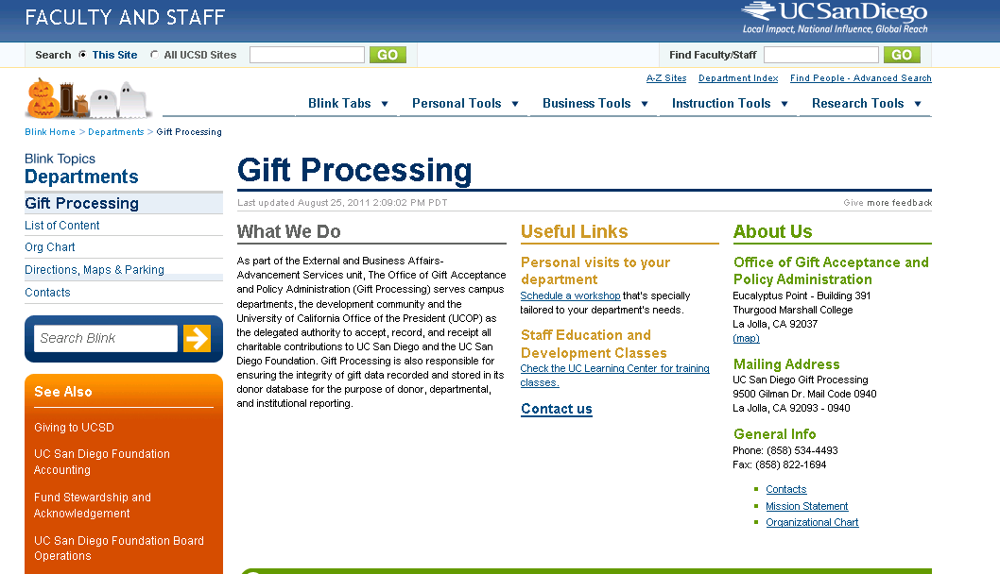 FACULTY AND STAFF
UC San Diego
Local Impact, National Influence, Global Reach
Search This Site All UCSD Sites GO
Find Faculty/Staff GO
A-Z Sites Department Index Find People - Advanced Search
Blink Tabs ▼ Personal Tools ▼ Business Tools ▼ Instruction Tools ▼ Research Tools ▼
Blink Home > Departments > Gift Processing
Blink Topics
Departments
Gift Processing
List of Content
Org Chart
Directions, Maps & Parking
Contacts
Search Blink
See Also
Giving to UCSD
UC San Diego Foundation
Accounting
Fund Stewardship and
Acknowledgement
UC San Diego Foundation Board
Operations
Gift Processing
Last updated August 25, 2011 2:09:02 PM PDT
Give more feedback
What We Do
As part of the External and Business Affairs-
Advancement Services unit, The Office of Gift Acceptance
and Policy Administration (Gift Processing) serves campus
departments, the development community and the
University of California Office of the President (UCOP) as
the delegated authority to accept, record, and receipt all
charitable contributions to UC San Diego and the UC San
Diego Foundation. Gift Processing is also responsible for
ensuring the integrity of gift data recorded and stored in its
donor database for the purpose of donor, departmental,
and institutional reporting.
Useful Links
Personal visits to your
department
Schedule a workshop that's specially
tailored to your department's needs.
Staff Education and
Development Classes
Check the UC Learning Center for training
classes.
Contact us
About Us
Office of Gift Acceptance and
Policy Administration
Eucalyptus Point - Building 391
Thurgood Marshall College
La Jolla, CA 92037
(map)
Mailing Address
UC San Diego Gift Processing
9500 Gilman Dr. Mail Code 0940
La Jolla, CA 92093 - 0940
General Info
Phone: (858) 534-4493
Fax: (858) 822-1694
Contacts
Mission Statement
Organizational Chart